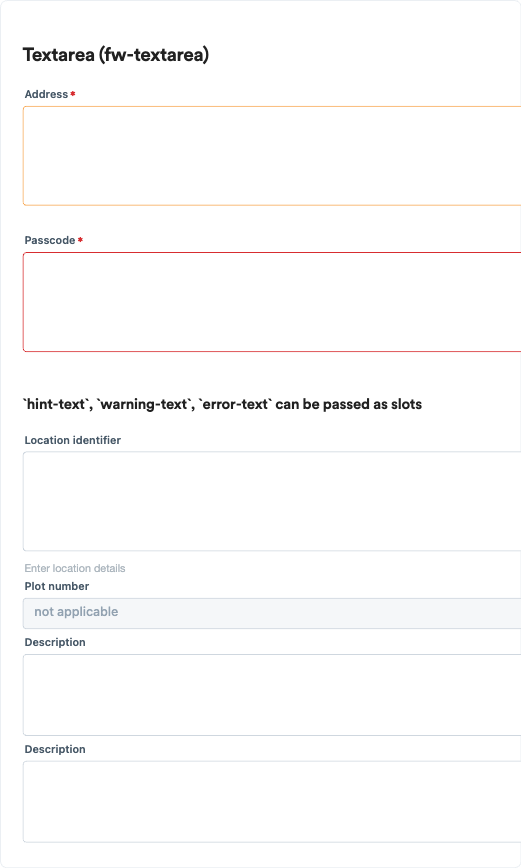 Textarea (fw-textarea)
Address *
Passcode *
`hint-text`, `warning-text`, `error-text` can be passed as slots
Location identifier
Enter location details
Plot number
not applicable
Description
Description